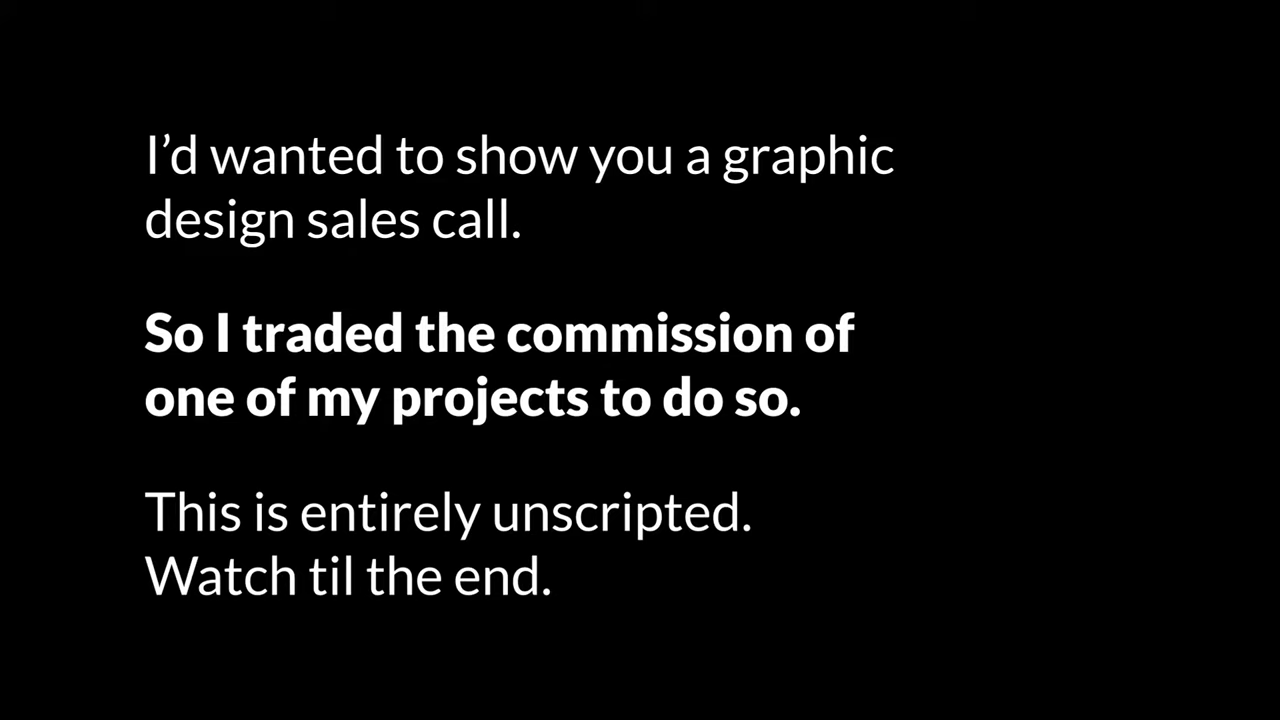 I’d wanted to show you a graphic
design sales call.
So I traded the commission of
one of my projects to do so.
This is entirely unscripted.
Watch til the end.